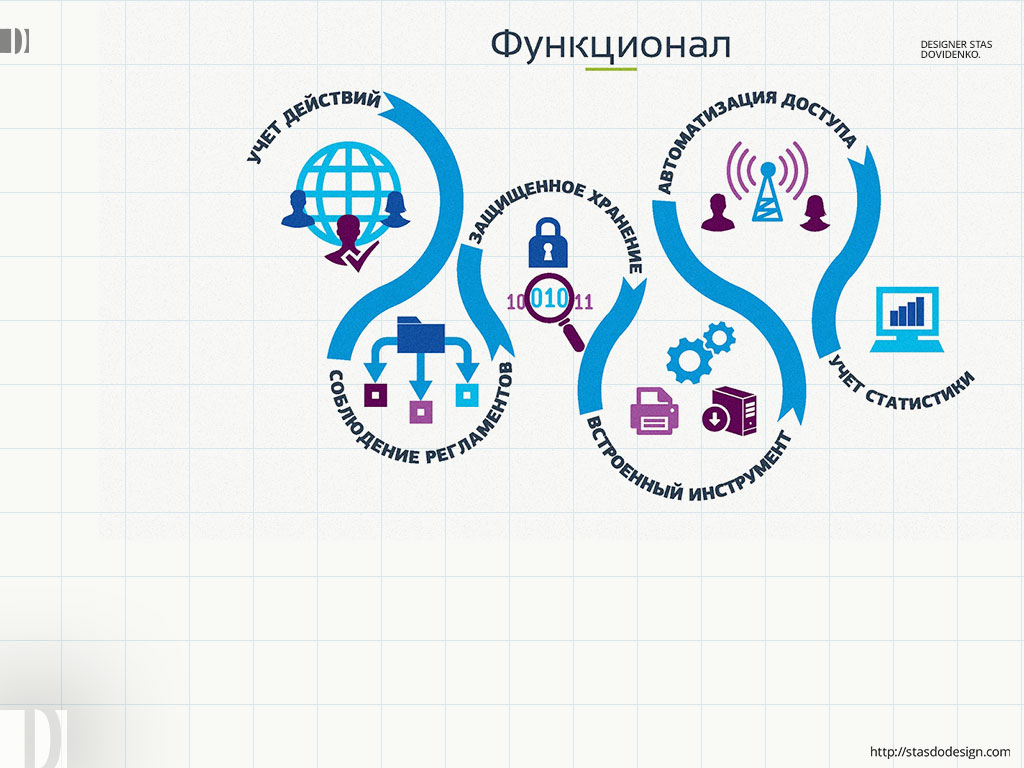 Функционал
DESIGNER STAS
DOVIDENKO.
УЧЕТ ДЕЙСТВИЙ
СОБЛЮДЕНИЕ РЕГЛАМЕНТОВ
ЗАЩИЩЕННОЕ ХРАНЕНИЕ
10 010 11
ВСТРОЕННЫЙ ИНСТРУМЕНТ
АВТОМАТИЗАЦИЯ ДОСТУПА
УЧЕТ СТАТИСТИКИ
http://stasdodesign.com